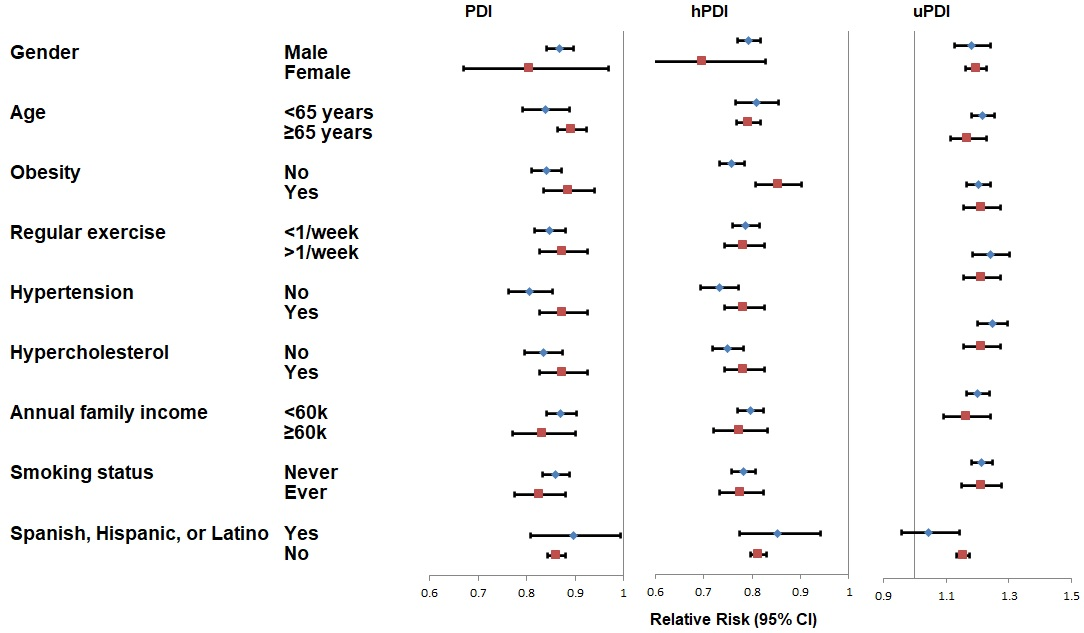 PDI hPDI uPDI
Gender Male
Female
Age <65 years
≥65 years
Obesity No
Yes
Regular exercise <1/week
>1/week
Hypertension No
Yes
Hypercholesterol No
Yes
Annual family income <60k
≥60k
Smoking status Never
Ever
Spanish, Hispanic, or Latino Yes
No
0.6 0.7 0.8 0.9 1 0.6 0.7 0.8 0.9 1 0.9 1.1 1.3 1.5
Relative Risk (95% CI)